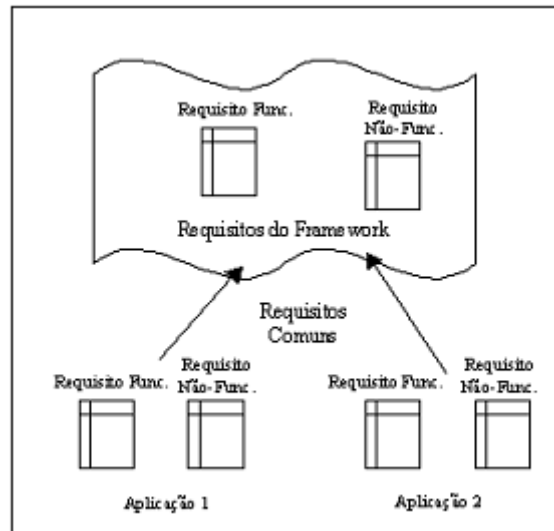 Requisito Func.
Requisito
Não-Func.
Requisitos do Framework
Requisitos
Comuns
Requisito Func.
Requisito
Não-Func.
Requisito Func.
Requisito
Não-Func.
Aplicação 1
Aplicação 2